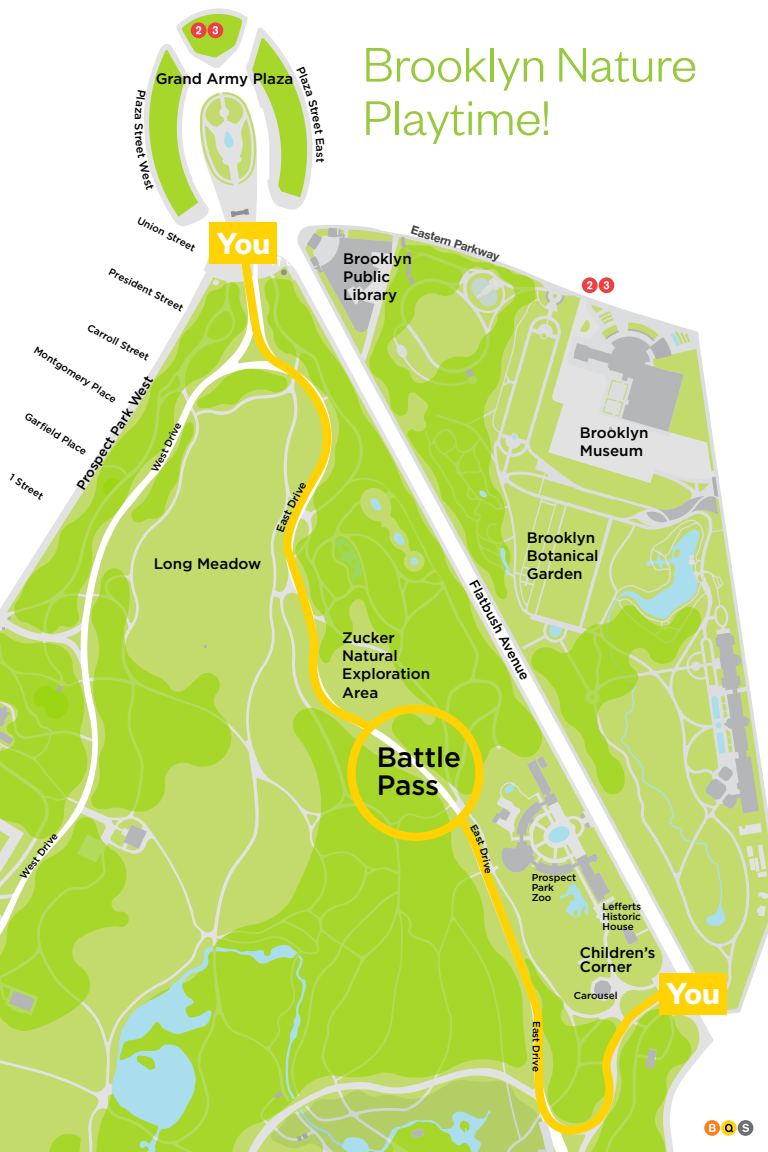 2 3
Brooklyn Nature
Playtime!
Grand Army Plaza
Plaza Street West
Plaza Street East
Union Street
You
Eastern Parkway
Brooklyn
Public
Library
President Street
2 3
Carroll Street
Montgomery Place
Prospect Park West
Garfield Place
West Drive
Brooklyn
Museum
1 Street
East Drive
Brooklyn
Botanical
Garden
Long Meadow
Flatbush Avenue
Zucker
Natural
Exploration
Area
Battle
Pass
West Drive
East Drive
Prospect
Park
Zoo
Lefferts
Historic
House
Children's
Corner
Carousel
You
East Drive
B Q S